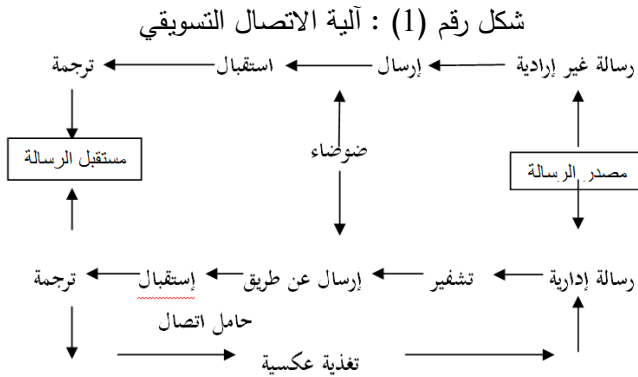 شكل رقم (1) : آلية الاتصال التسويقي
رسالة غير إرادية إرسال استقبال ترجمة
مصدر الرسالة ضوضاء مستقبل الرسالة
رسالة إدارية تشفير إرسال عن طريق إستقبال ترجمة
حامل اتصال
تغذية عكسية